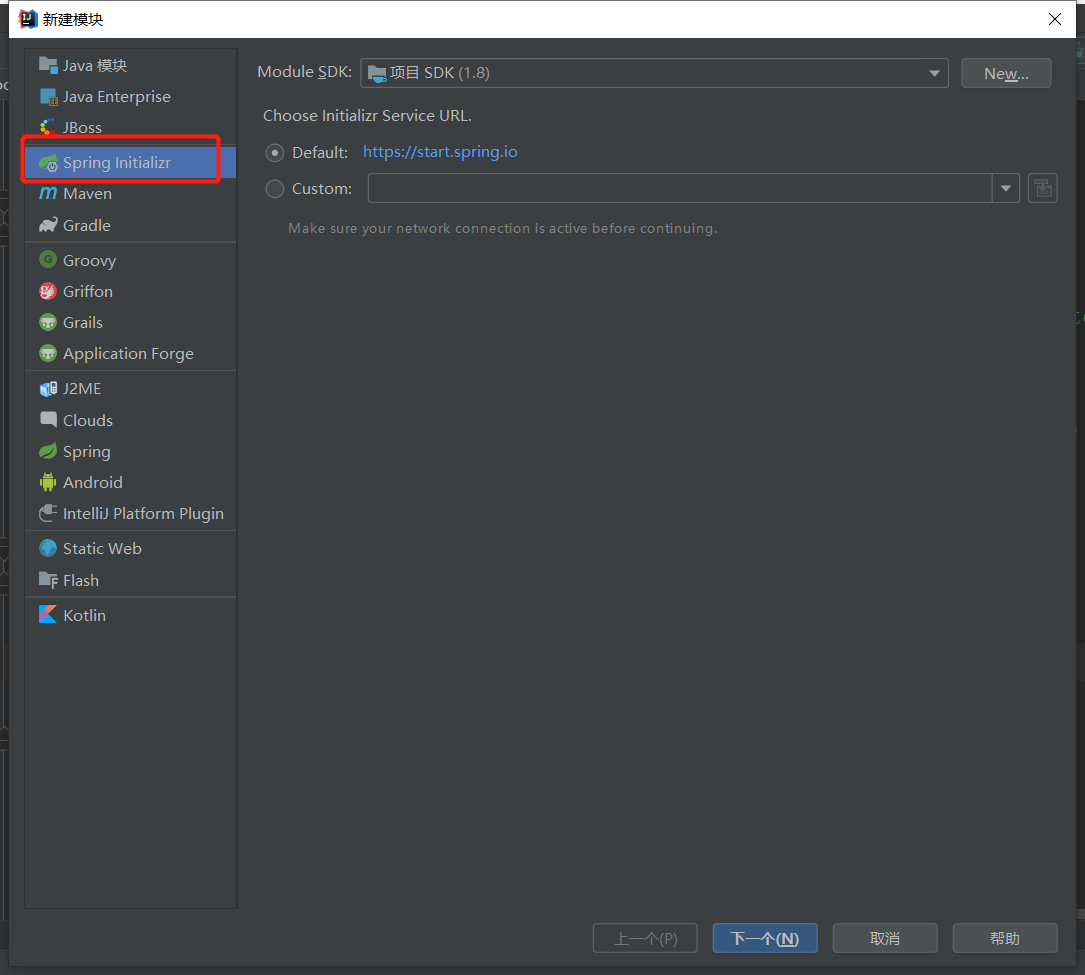 新建模块
Java 模块
Java Enterprise
JBoss
Spring Initializr
Maven
Gradle
Groovy
Griffon
Grails
Application Forge
J2ME
Clouds
Spring
Android
IntelliJ Platform Plugin
Static Web
Flash
Kotlin
Module SDK: 项目 SDK (1.8) New...
Choose Initializr Service URL.
Default: https://start.spring.io
Custom:
Make sure your network connection is active before continuing.
上一个(P) 下一个(N) 取消 帮助